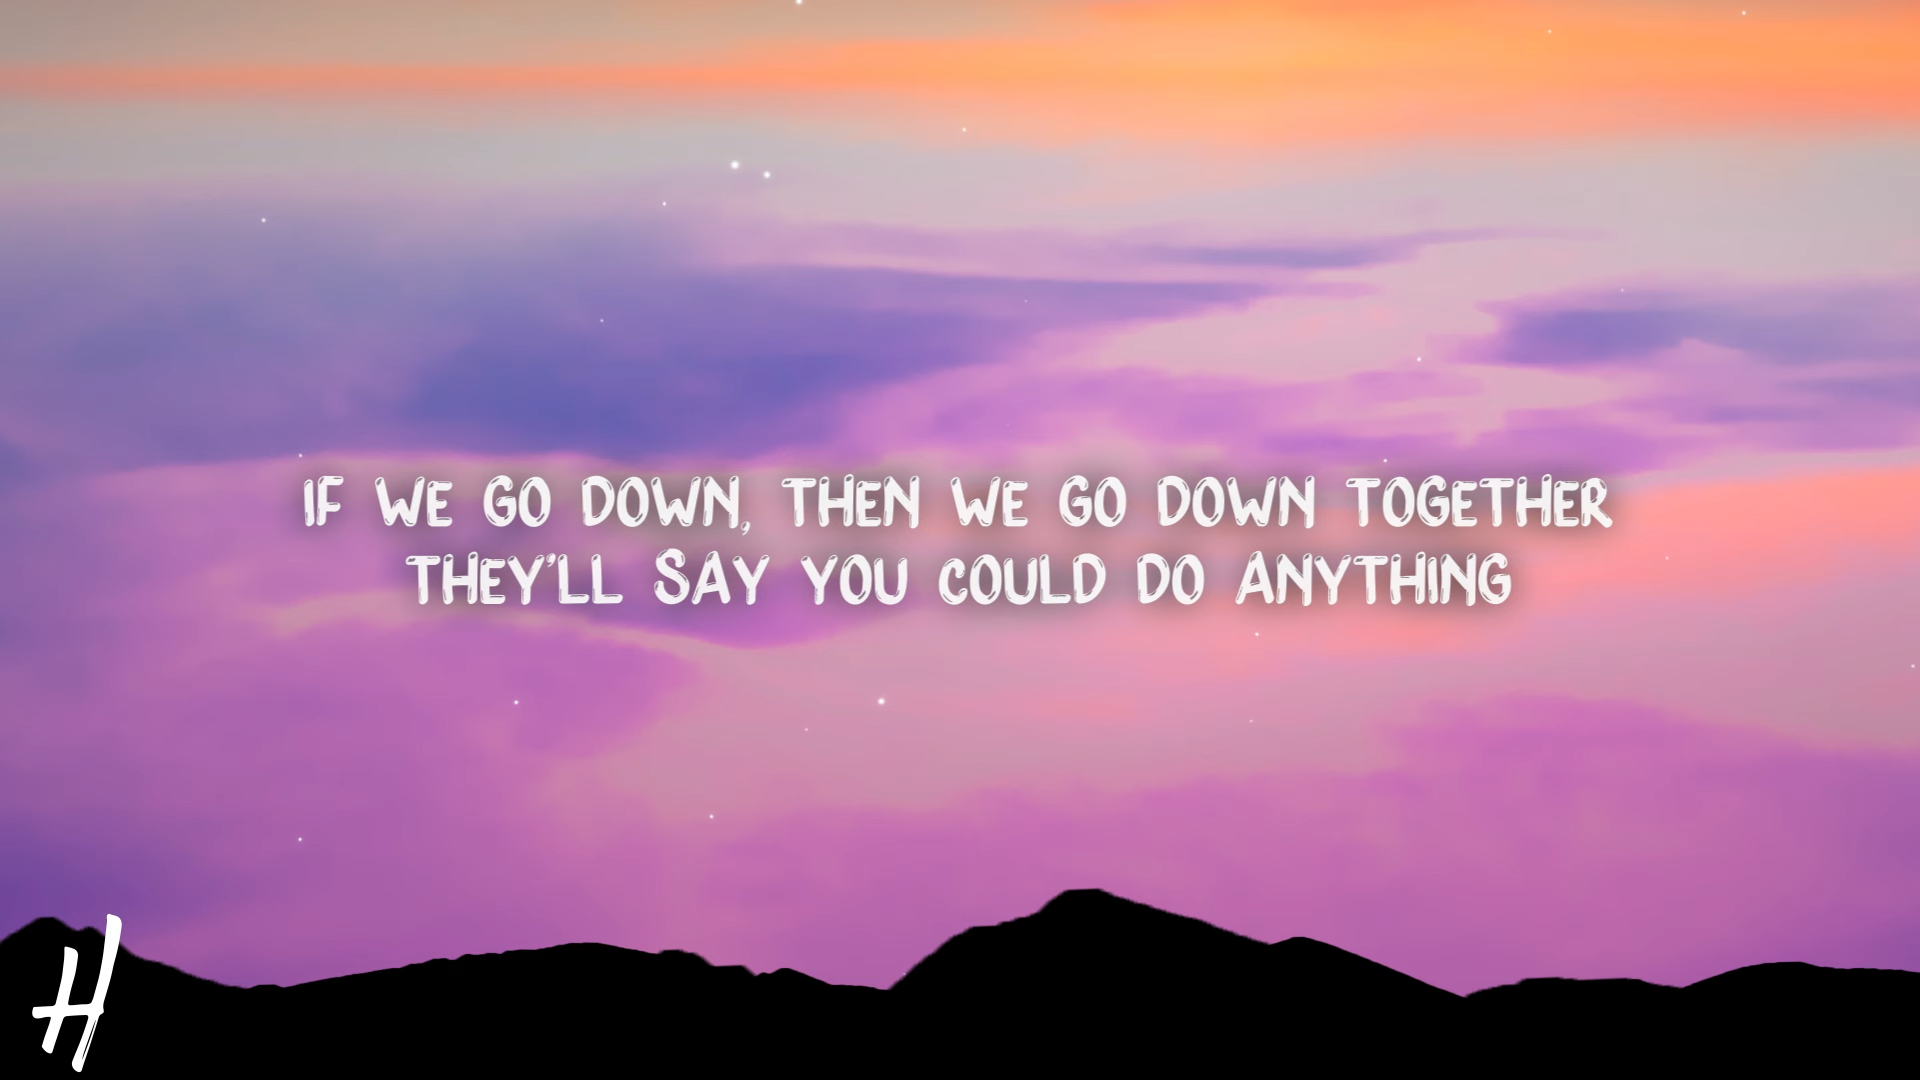 IF WE GO DOWN, THEN WE GO DOWN TOGETHER
THEY'LL SAY YOU COULD DO ANYTHING
H